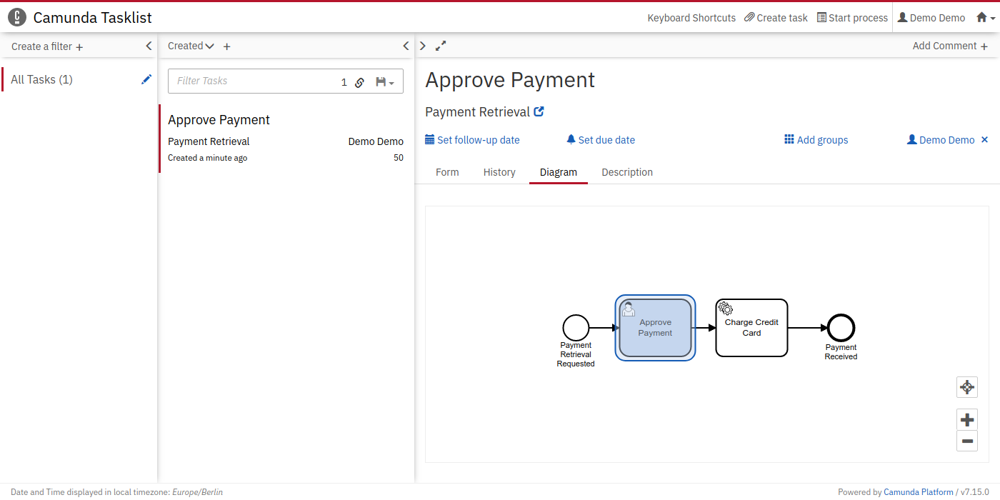 Camunda Tasklist
Keyboard Shortcuts Create task Start process Demo Demo
Create a filter +
Created +
Add Comment +
All Tasks (1)
Filter Tasks 1
Approve Payment
Payment Retrieval Demo Demo
Created a minute ago 50
Approve Payment
Payment Retrieval
Set follow-up date Set due date Add groups Demo Demo ×
Form History Diagram Description
Payment
Retrieval
Requested
Approve
Payment
Charge Credit
Card
Payment
Received
Date and Time displayed in local timezone: Europe/Berlin
Powered by Camunda Platform / v7.15.0